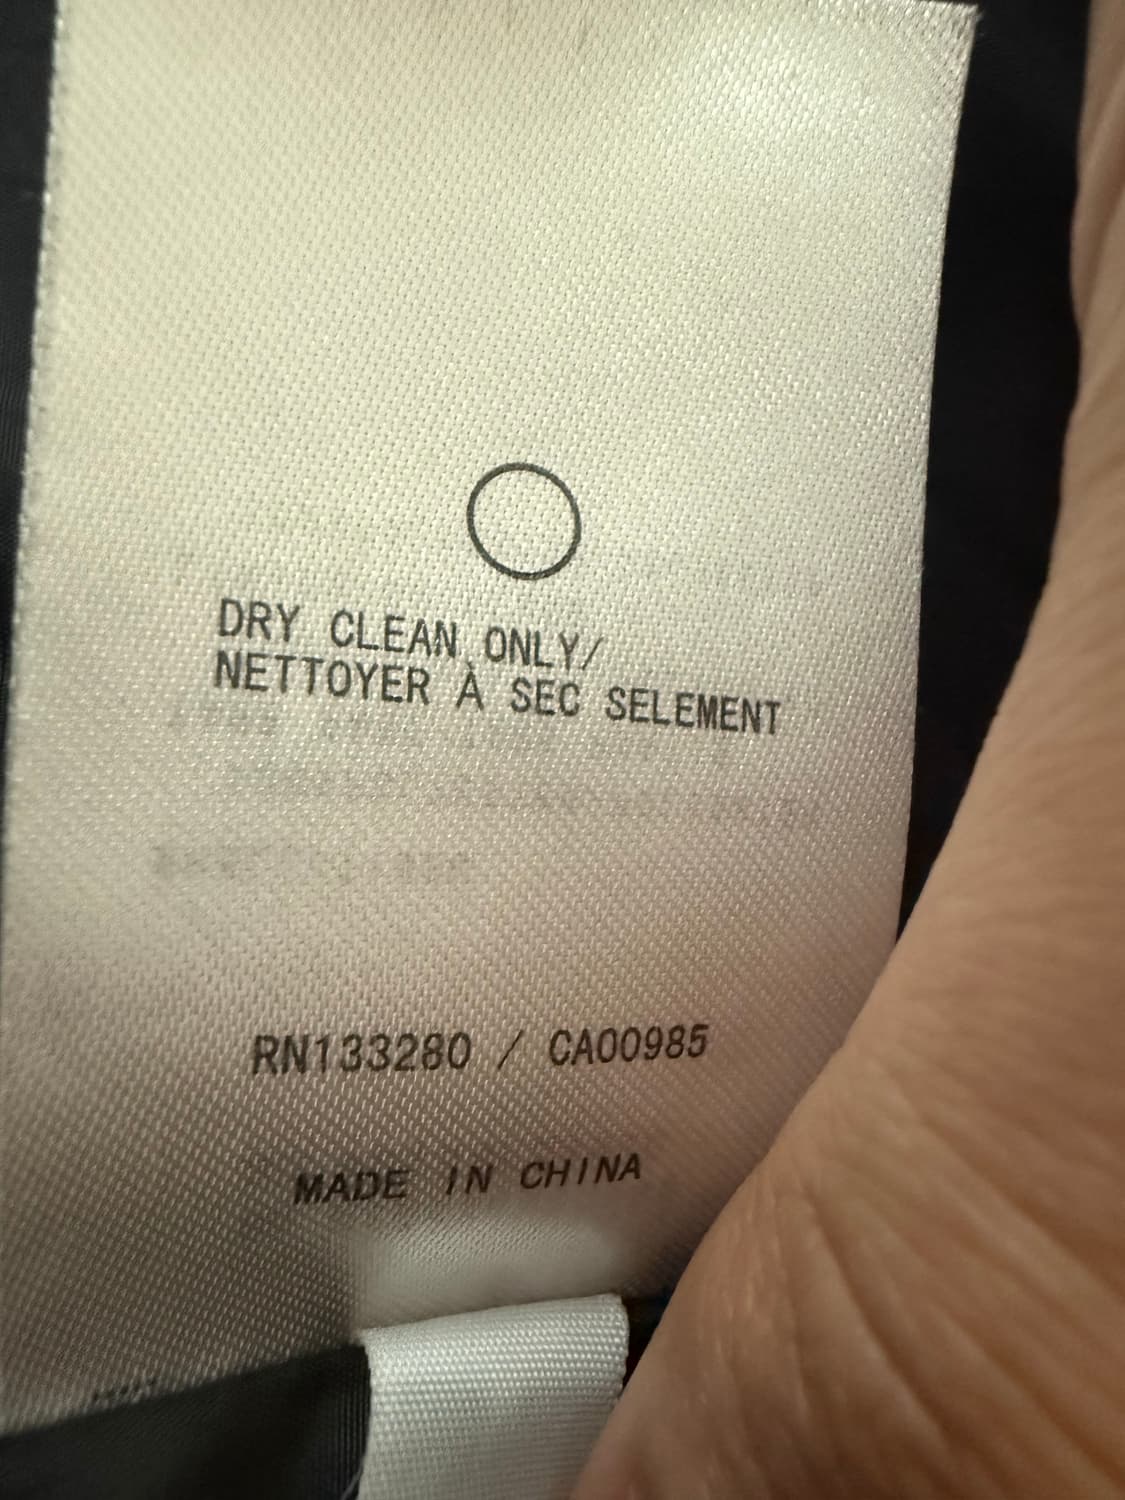 DRY CLEAN ONLY/
NETTOYER À SEC SELEMENT
RN133280 / CA00985
MADE IN CHINA